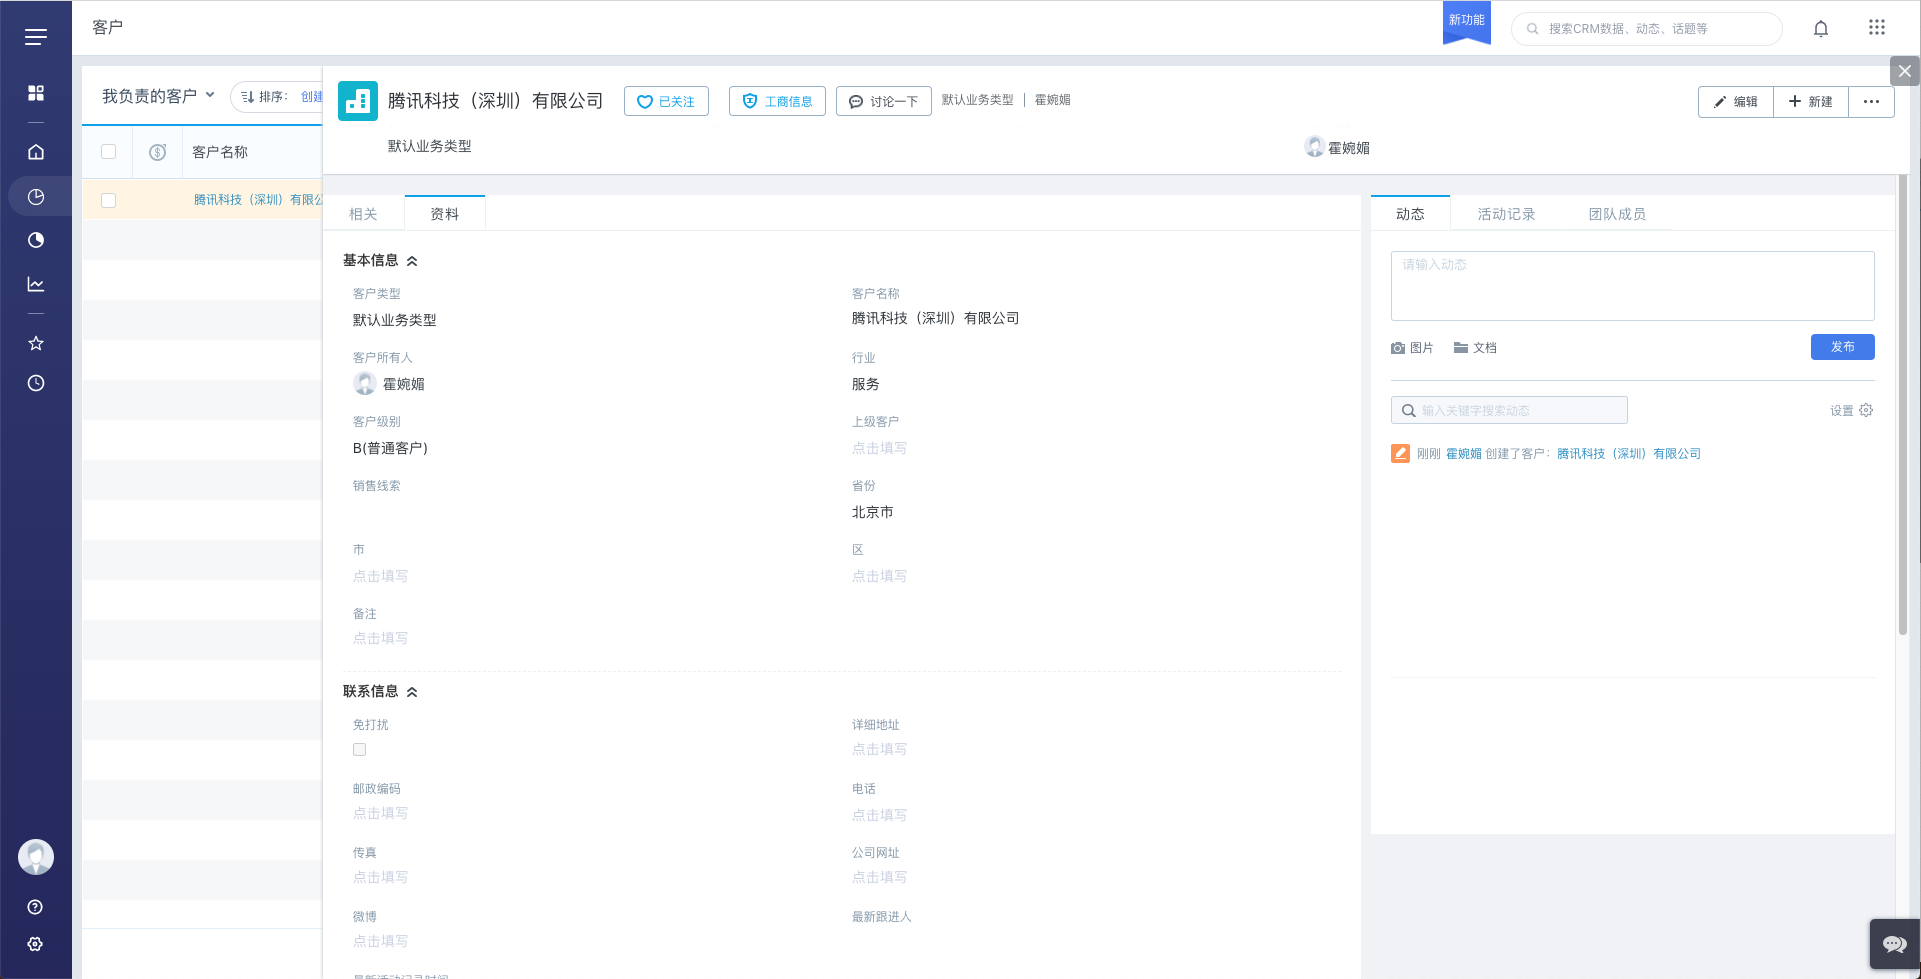 客户
新功能
搜索CRM数据、动态、话题等
我负责的客户
排序：
创建
客户名称
腾讯科技（深圳）有限公
腾讯科技（深圳）有限公司
已关注
工商信息
讨论一下
默认业务类型
霍婉媚
编辑
新建
默认业务类型
霍婉媚
相关
资料
基本信息
客户类型
默认业务类型
客户名称
腾讯科技（深圳）有限公司
客户所有人
霍婉媚
行业
服务
客户级别
B(普通客户)
上级客户
点击填写
销售线索
省份
北京市
市
点击填写
区
点击填写
备注
点击填写
联系信息
免打扰
详细地址
点击填写
邮政编码
点击填写
电话
点击填写
传真
点击填写
公司网址
点击填写
微博
点击填写
最新跟进人
最新活动记录时间
动态
活动记录
团队成员
请输入动态
图片
文档
发布
输入关键字搜索动态
设置
刚刚 霍婉媚 创建了客户：腾讯科技（深圳）有限公司